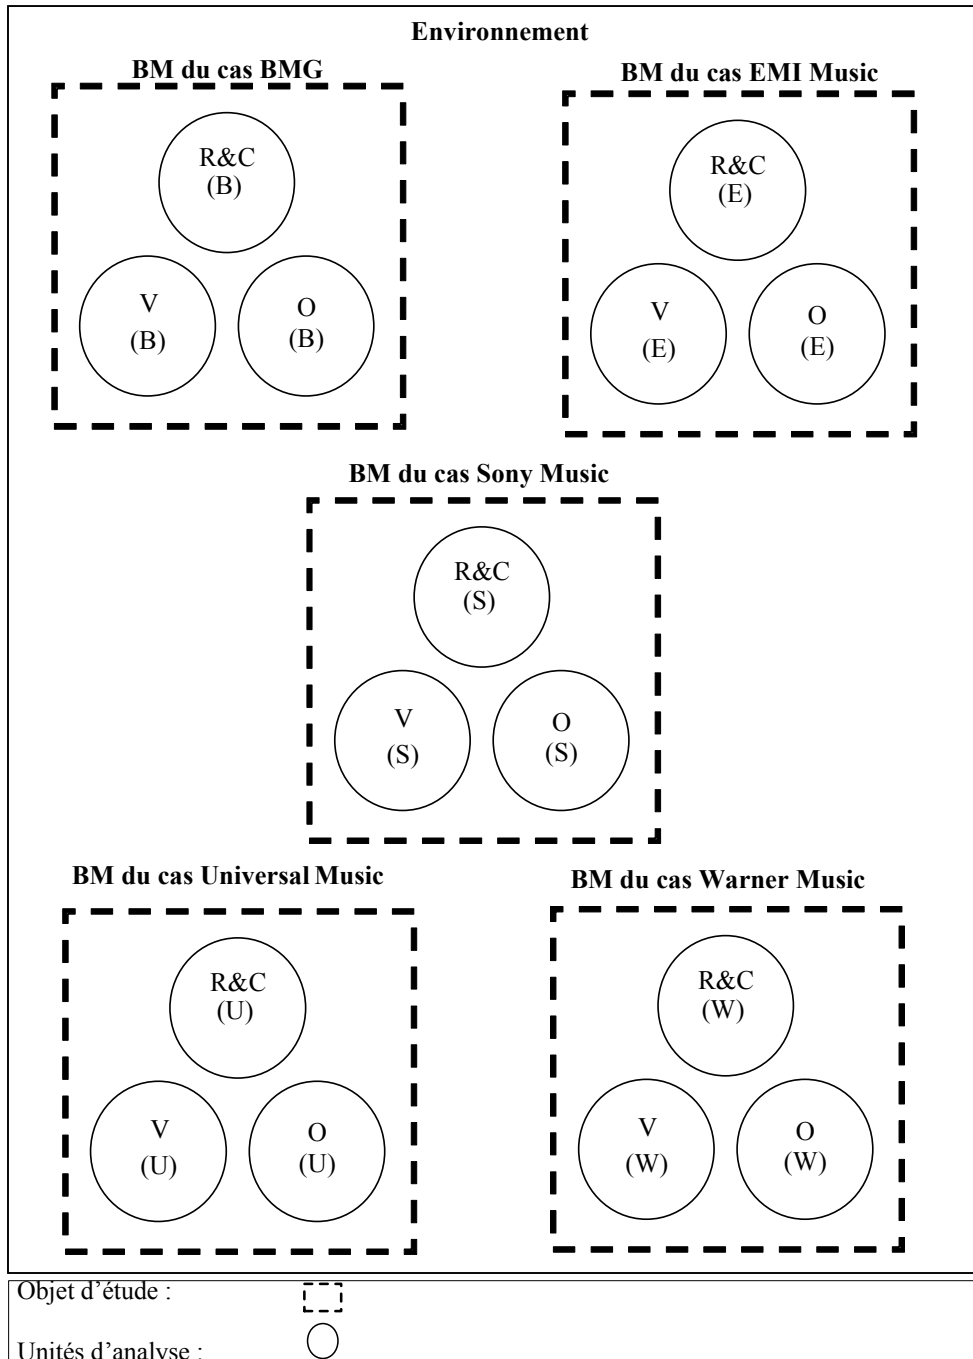 Environnement
BM du cas BMG
BM du cas EMI Music
R&C
(B)
V
(B)
O
(B)
R&C
(E)
V
(E)
O
(E)
BM du cas Sony Music
R&C
(S)
V
(S)
O
(S)
BM du cas Universal Music
BM du cas Warner Music
R&C
(U)
V
(U)
O
(U)
R&C
(W)
V
(W)
O
(W)
Objet d’étude :
Unités d’analyse :